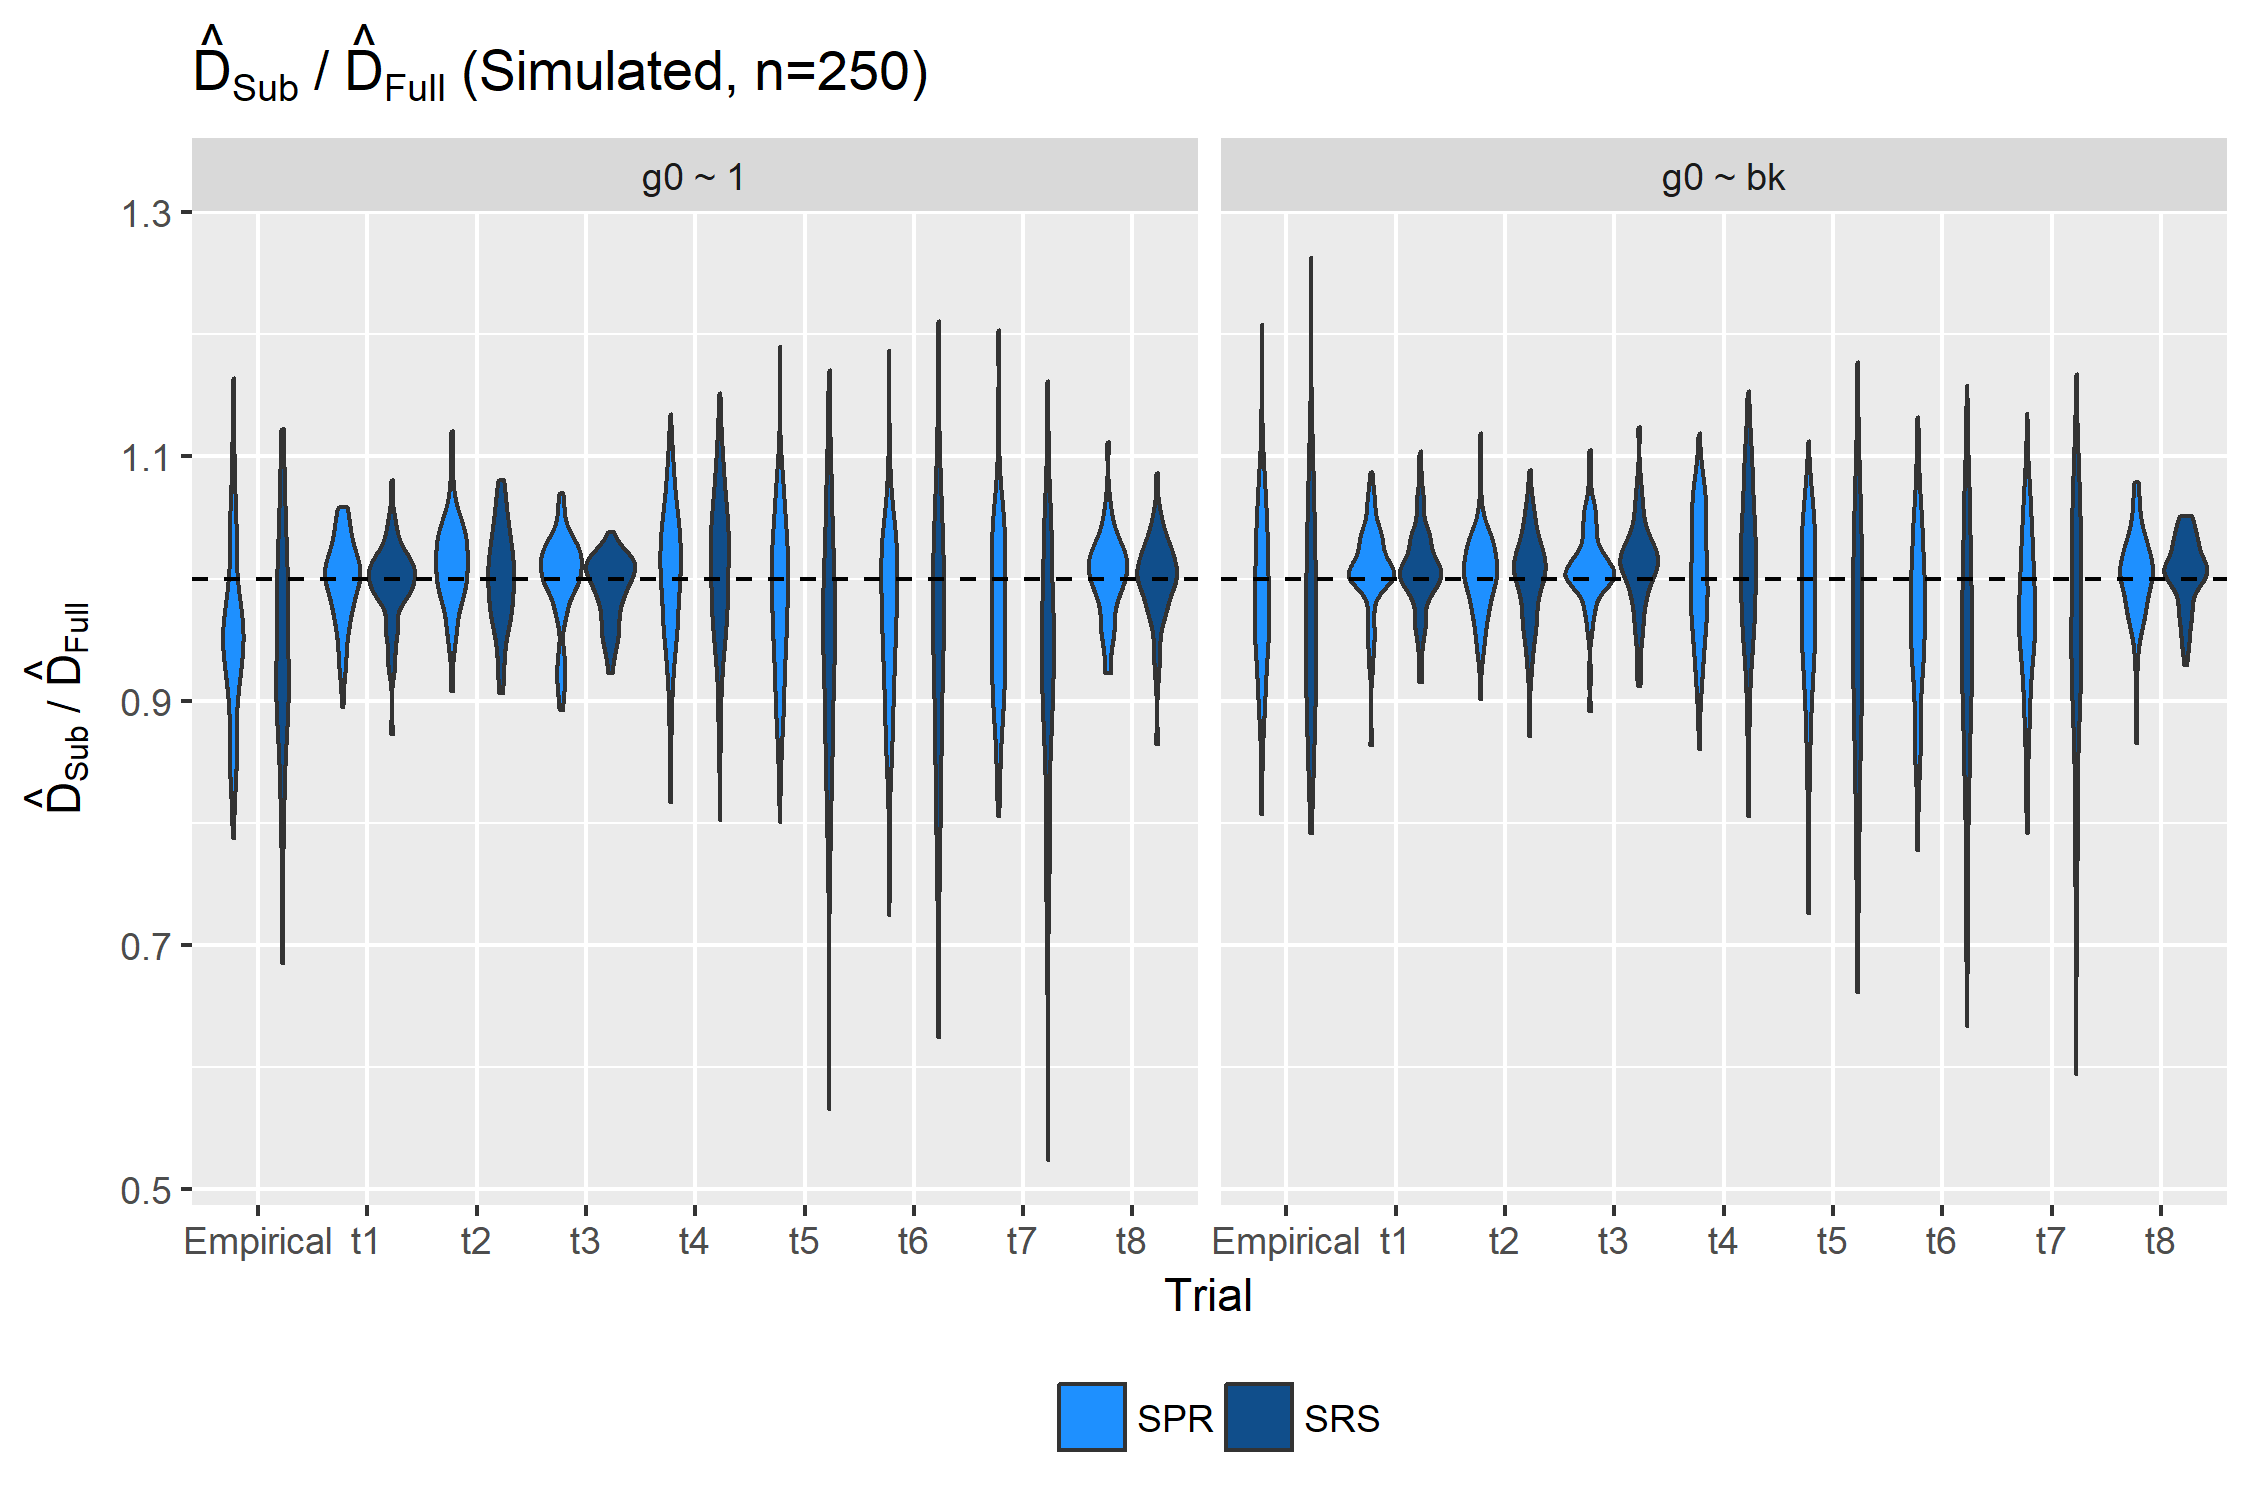 D̂Sub / D̂Full (Simulated, n=250)
g0 ~ 1
g0 ~ bk
1.3
1.1
0.9
0.7
0.5
D̂Sub / D̂Full
Empirical t1 t2 t3 t4 t5 t6 t7 t8
Empirical t1 t2 t3 t4 t5 t6 t7 t8
Trial
SPR SRS